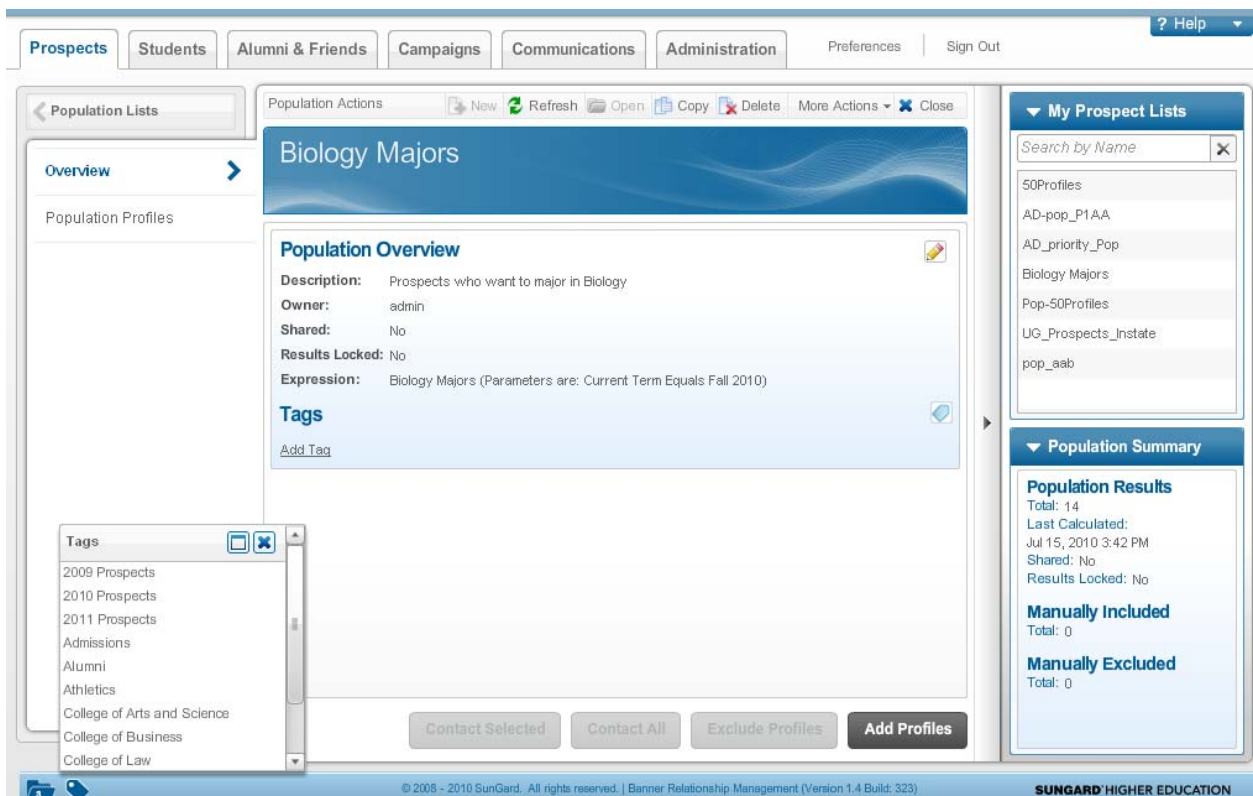 ? Help
Prospects
Students
Alumni & Friends
Campaigns
Communications
Administration
Preferences
Sign Out
Population Lists
Overview
Population Profiles
Population Actions
New
Refresh
Open
Copy
Delete
More Actions
Close
Biology Majors
Population Overview
Description: Prospects who want to major in Biology
Owner: admin
Shared: No
Results Locked: No
Expression: Biology Majors (Parameters are: Current Term Equals Fall 2010)
Tags
Add Tag
Tags
2009 Prospects
2010 Prospects
2011 Prospects
Admissions
Alumni
Athletics
College of Arts and Science
College of Business
College of Law
Contact Selected
Contact All
Exclude Profiles
Add Profiles
My Prospect Lists
Search by Name
50Profiles
AD-pop_P1AA
AD_priority_Pop
Biology Majors
Pop-50Profiles
UG_Prospects_Instate
pop_aab
Population Summary
Population Results
Total: 14
Last Calculated:
Jul 15, 2010 3:42 PM
Shared: No
Results Locked: No
Manually Included
Total: 0
Manually Excluded
Total: 0
© 2008 - 2010 SunGard. All rights reserved. | Banner Relationship Management (Version 1.4 Build: 323)
SUNGARD HIGHER EDUCATION